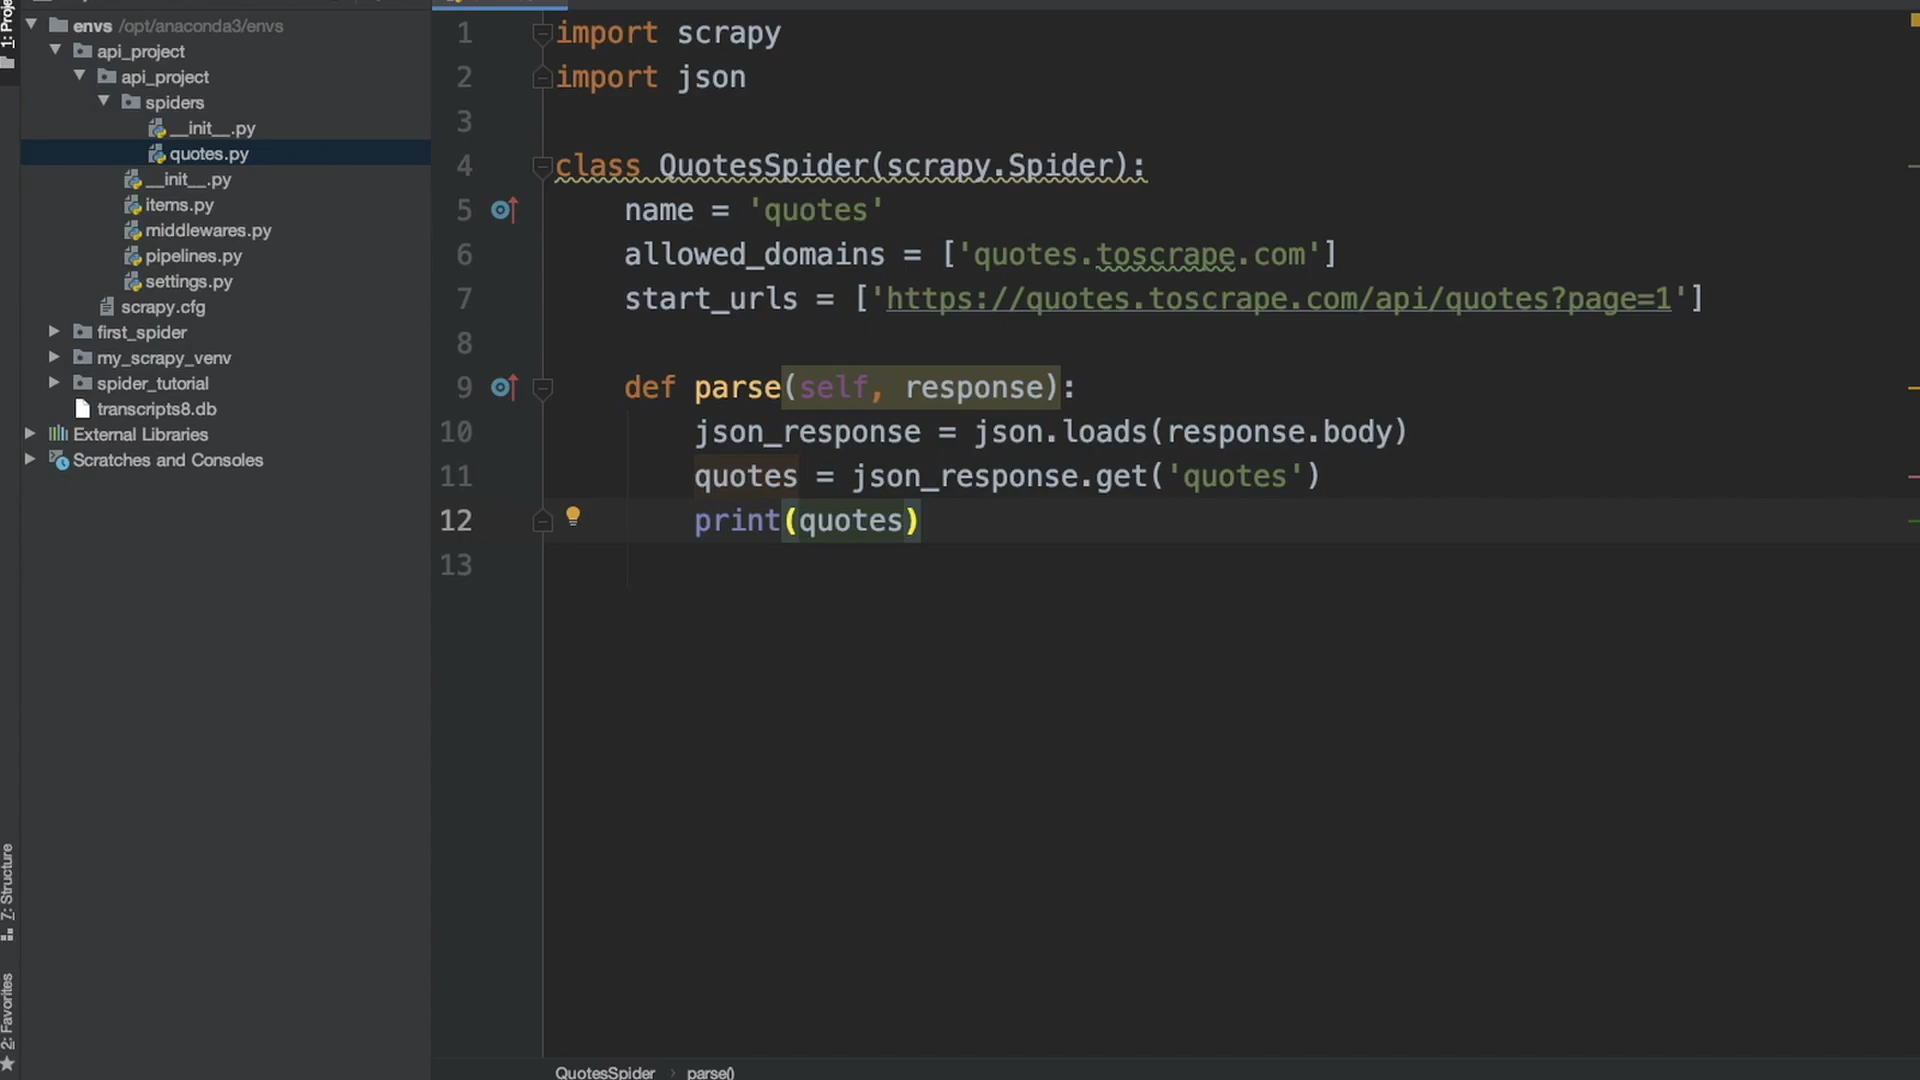 1: Proje
envs /opt/anaconda3/envs
api_project
api_project
spiders
__init__.py
quotes.py
__init__.py
items.py
middlewares.py
pipelines.py
settings.py
scrapy.cfg
first_spider
my_scrapy_venv
spider_tutorial
transcripts8.db
External Libraries
Scratches and Consoles
7: Structure
2: Favorites
1 import scrapy
2 import json
3
4 class QuotesSpider(scrapy.Spider):
5 name = 'quotes'
6 allowed_domains = ['quotes.toscrape.com']
7 start_urls = ['https://quotes.toscrape.com/api/quotes?page=1']
8
9 def parse(self, response):
10 json_response = json.loads(response.body)
11 quotes = json_response.get('quotes')
12 print(quotes)
13
QuotesSpider › parse()